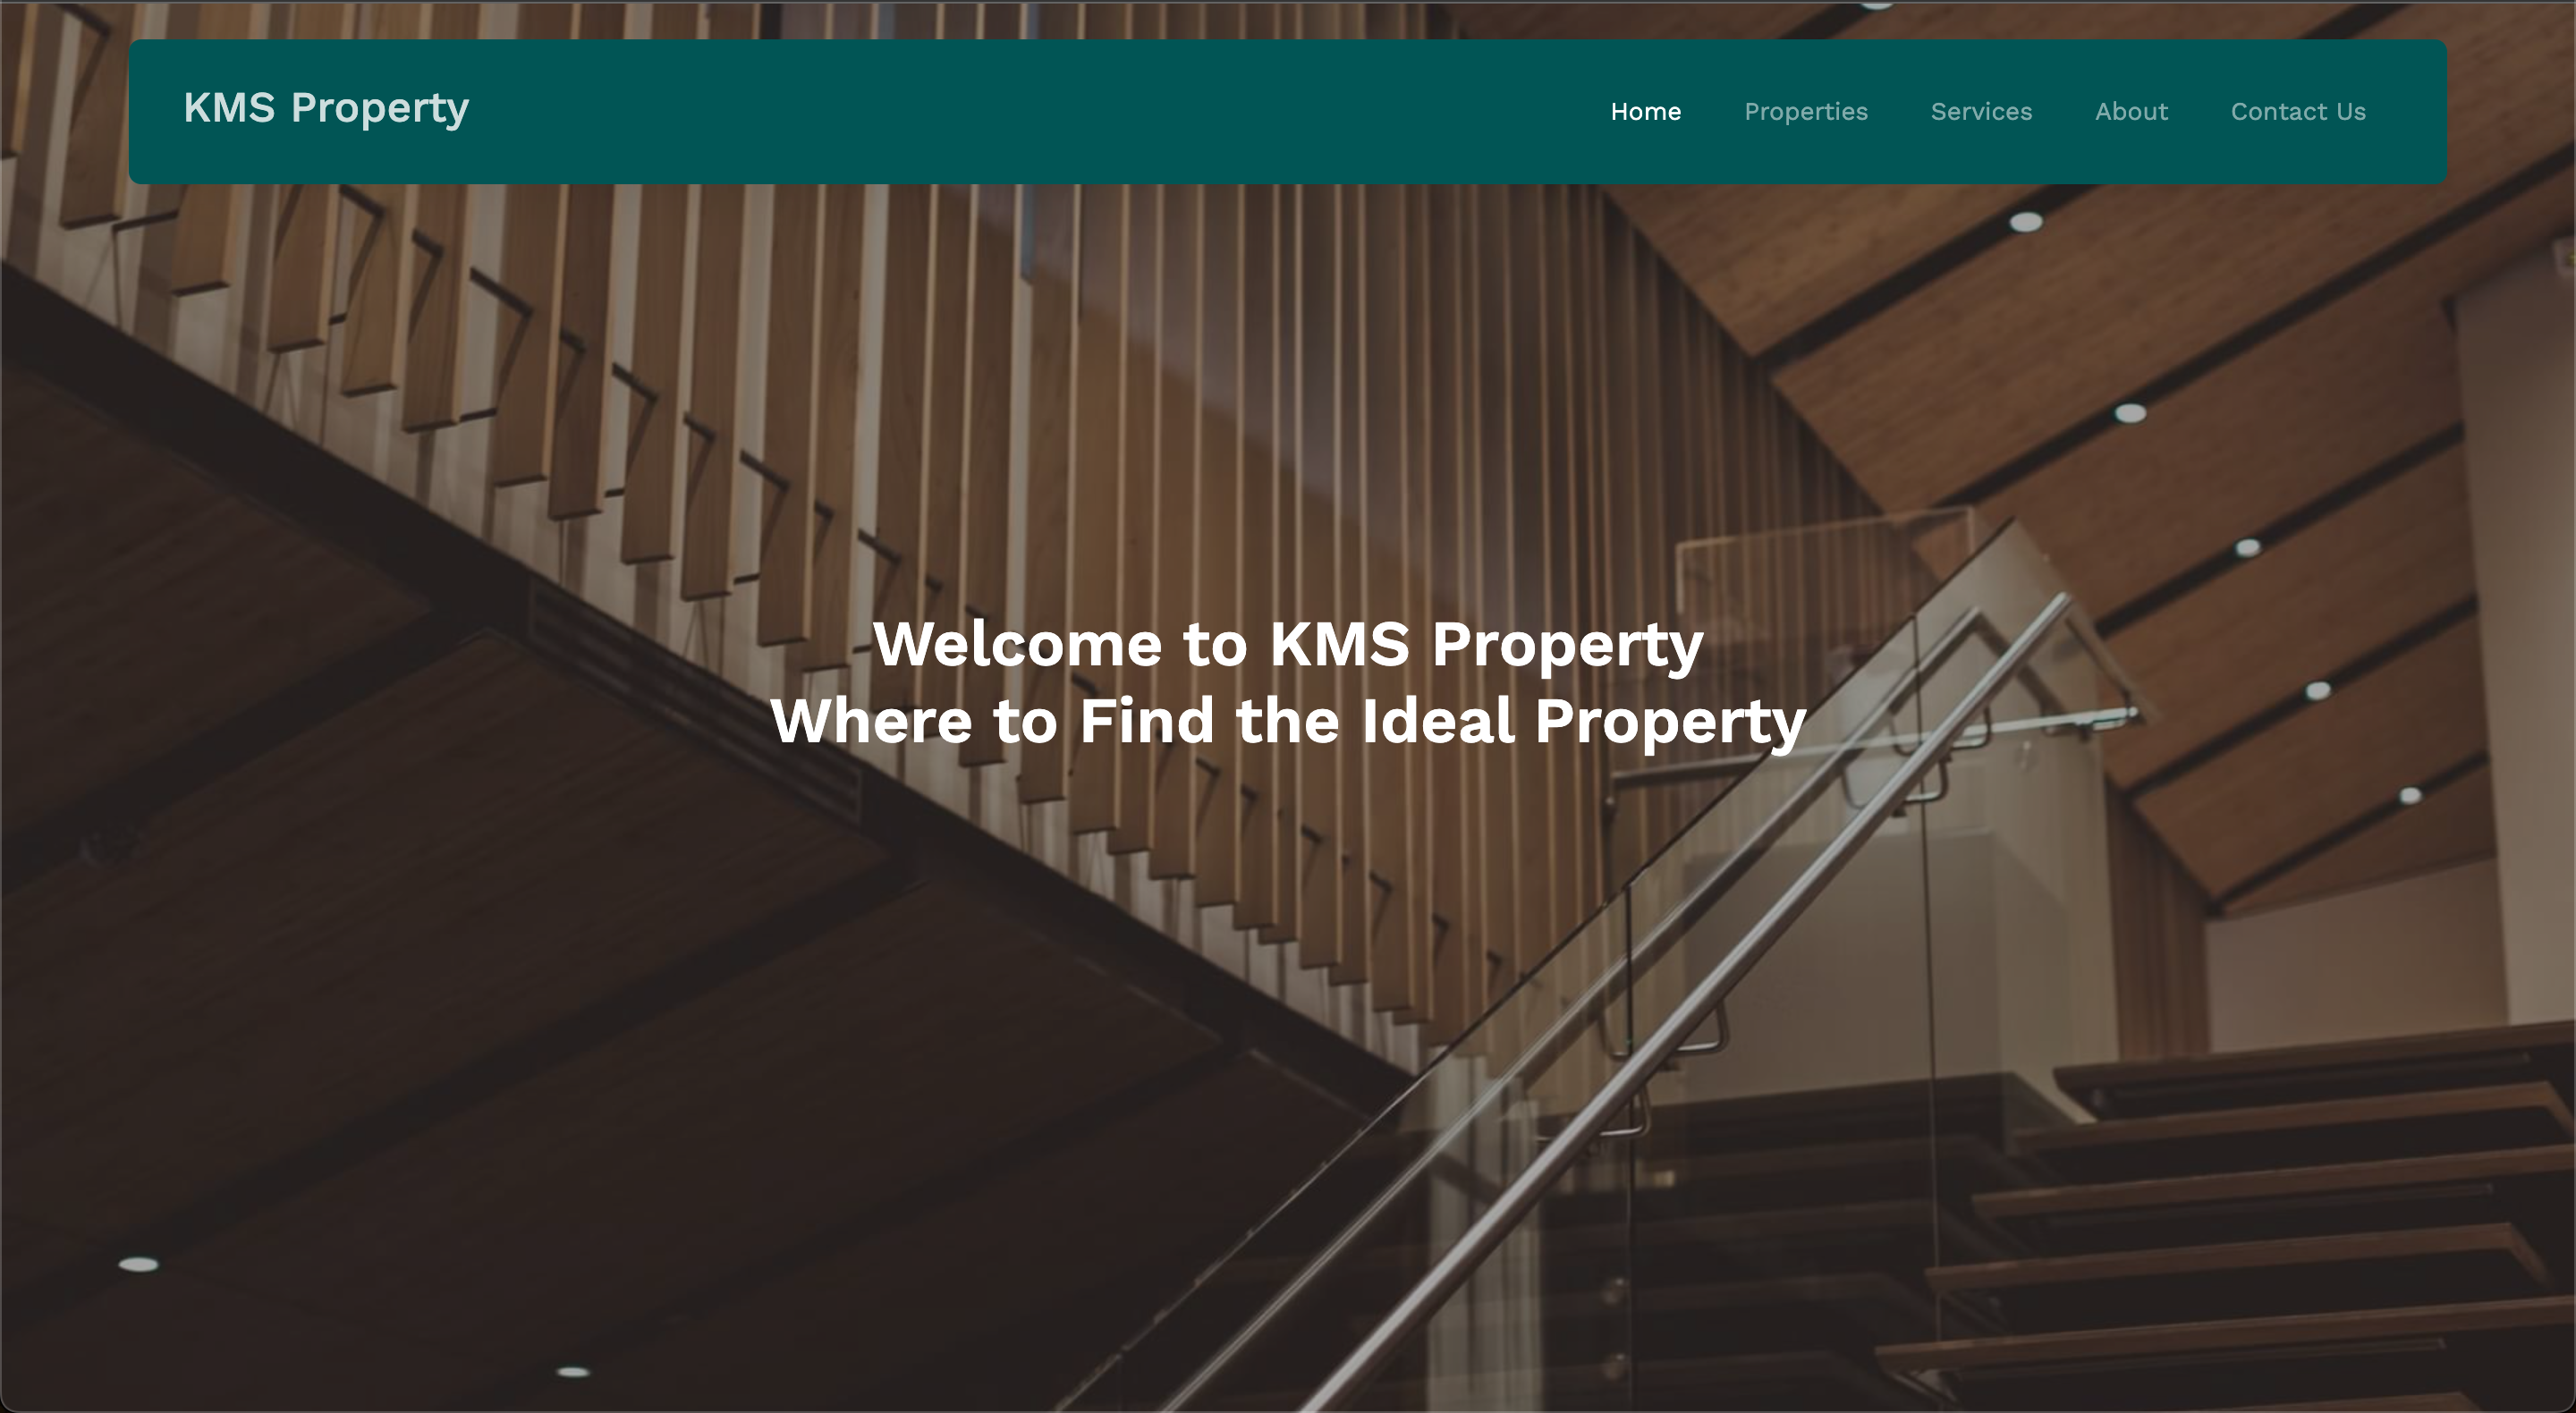 KMS Property
Home Properties Services About Contact Us
Welcome to KMS Property
Where to Find the Ideal Property